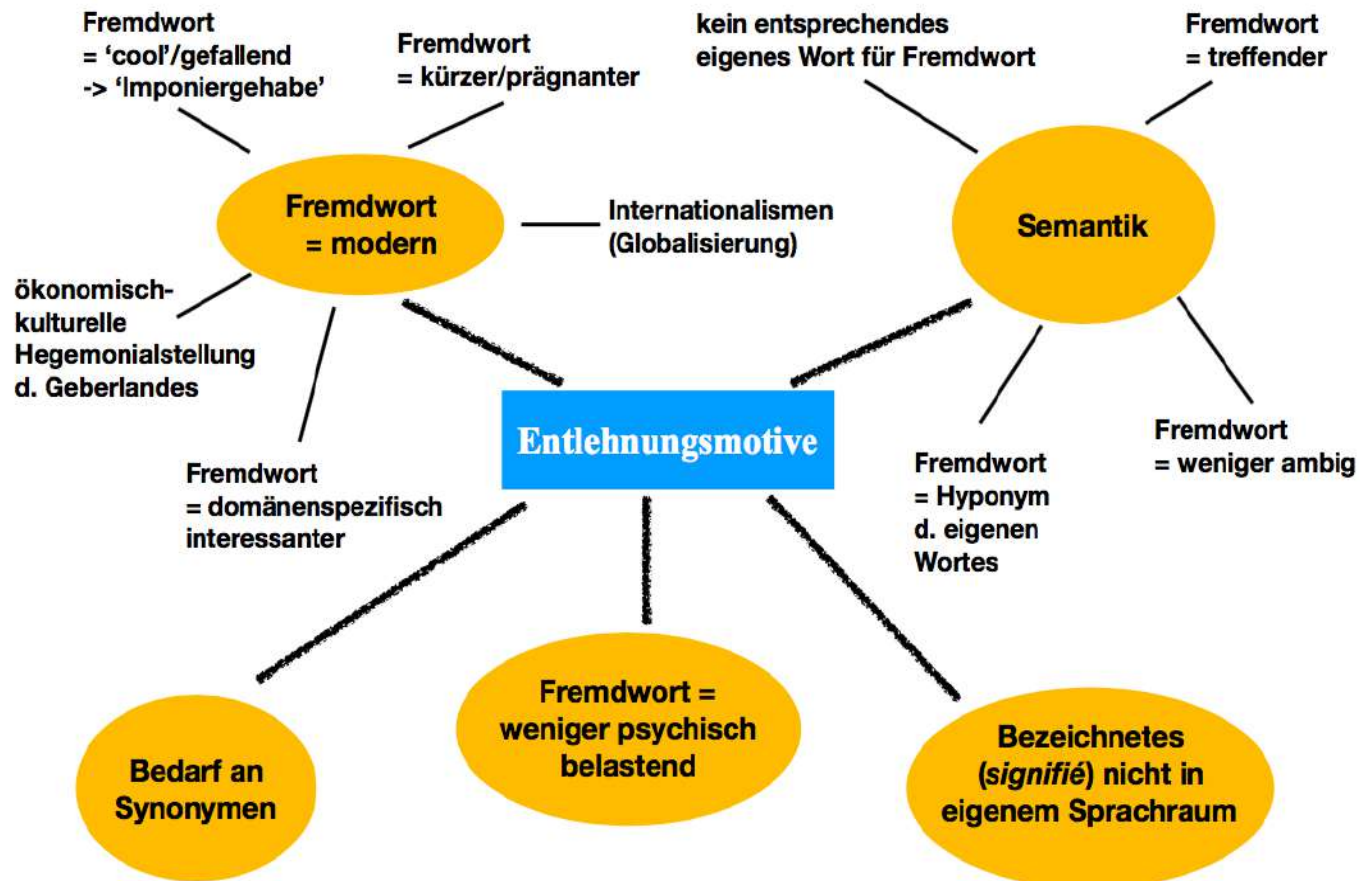 Fremdwort
= ‘cool’/gefallend
-> ‘Imponiergehabe’
Fremdwort
= kürzer/prägnanter
kein entsprechendes
eigenes Wort für Fremdwort
Fremdwort
= treffender
Fremdwort
= modern
Internationalismen
(Globalisierung)
Semantik
ökonomisch-
kulturelle
Hegemonialstellung
d. Geberlandes
Fremdwort
= domänenspezifisch
interessanter
Entlehnungsmotive
Fremdwort
= Hyponym
d. eigenen
Wortes
Fremdwort
= weniger ambig
Bedarf an
Synonymen
Fremdwort =
weniger psychisch
belastend
Bezeichnetes
(signifié) nicht in
eigenem Sprachraum